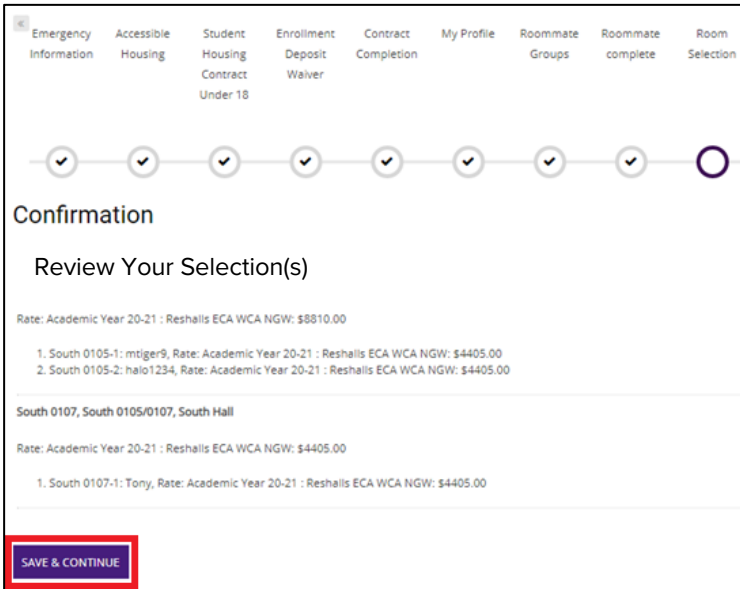 «
Emergency Information
Accessible Housing
Student Housing Contract Under 18
Enrollment Deposit Waiver
Contract Completion
My Profile
Roommate Groups
Roommate complete
Room Selection
Confirmation
Review Your Selection(s)
Rate: Academic Year 20-21 : Reshalls ECA WCA NGW: $8810.00
1. South 0105-1: mtiger9, Rate: Academic Year 20-21 : Reshalls ECA WCA NGW: $4405.00
2. South 0105-2: halo1234, Rate: Academic Year 20-21 : Reshalls ECA WCA NGW: $4405.00
South 0107, South 0105/0107, South Hall
Rate: Academic Year 20-21 : Reshalls ECA WCA NGW: $4405.00
1. South 0107-1: Tony, Rate: Academic Year 20-21 : Reshalls ECA WCA NGW: $4405.00
SAVE & CONTINUE